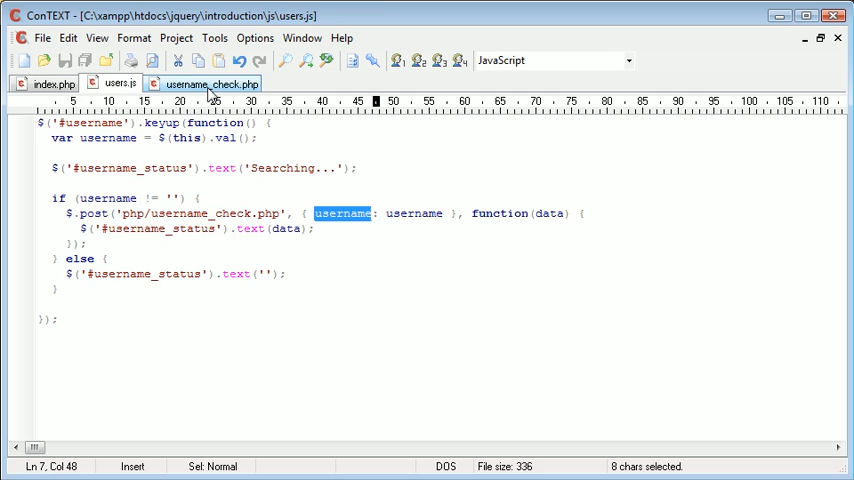 ConTEXT - [C:\xampp\htdocs\jquery\introduction\js\users.js]
File Edit View Format Project Tools Options Window Help
JavaScript
index.php users.js username_check.php
5 10 15 20 25 30 35 40 45 50 55 60 65 70 75 80 85 90 95 100 105 110
$('#username').keyup(function() {
var username = $(this).val();
$('#username_status').text('Searching...');
if (username != '') {
$.post('php/username_check.php', { username: username }, function(data) {
$('#username_status').text(data);
});
} else {
$('#username_status').text('');
}
});
Ln 7, Col 48 Insert Sel: Normal DOS File size: 336 8 chars selected.